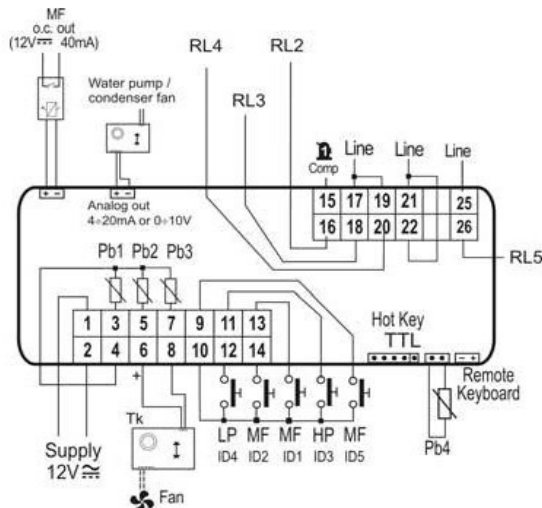 MF
o.c. out
(12V⎓ 40mA)
RL4
RL2
RL3
Water pump /
condenser fan
Comp
Line
Line
Line
+ -
+ -
Analog out
4÷20mA or 0÷10V
15 17 19 21 25
16 18 20 22 26
RL5
Pb1 Pb2 Pb3
1 3 5 7 9 11 13
2 4 6 8 10 12 14
Hot Key
TTL
- +
Remote
Keyboard
+
Tk
Supply
12V
Fan
LP MF MF HP MF
ID4 ID2 ID1 ID3 ID5
Pb4